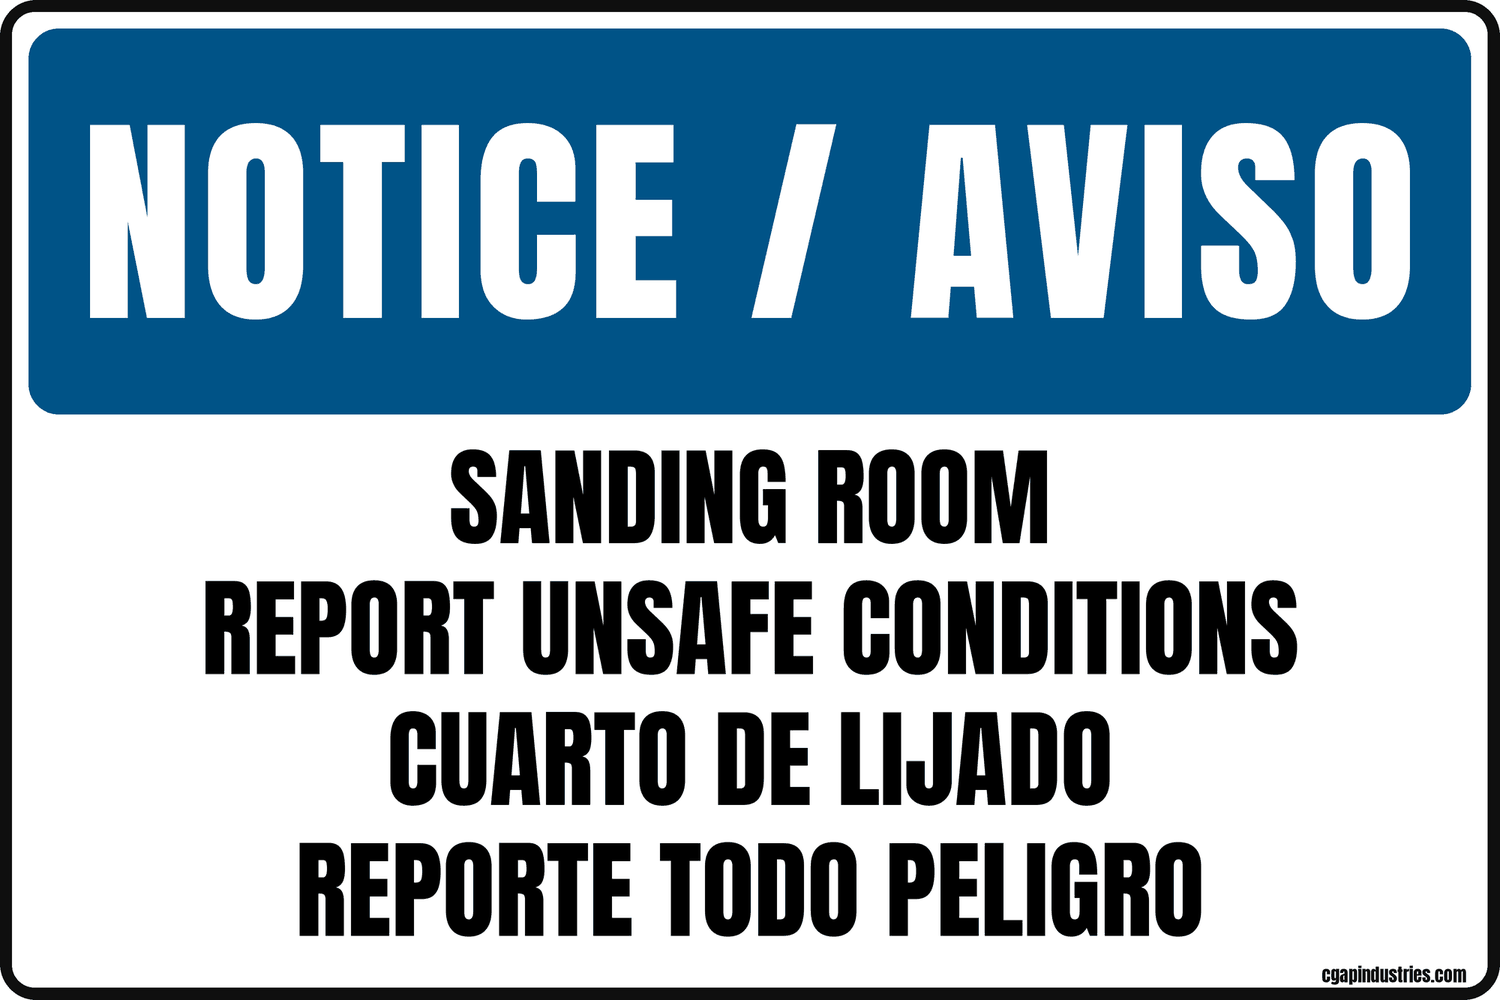 NOTICE / AVISO
SANDING ROOM
REPORT UNSAFE CONDITIONS
CUARTO DE LIJADO
REPORTE TODO PELIGRO
cgapindustries.com